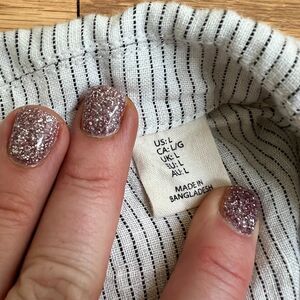 US: L
CA: L/G
UK: L
EU: L
AU: L
MADE IN
BANGLADESH